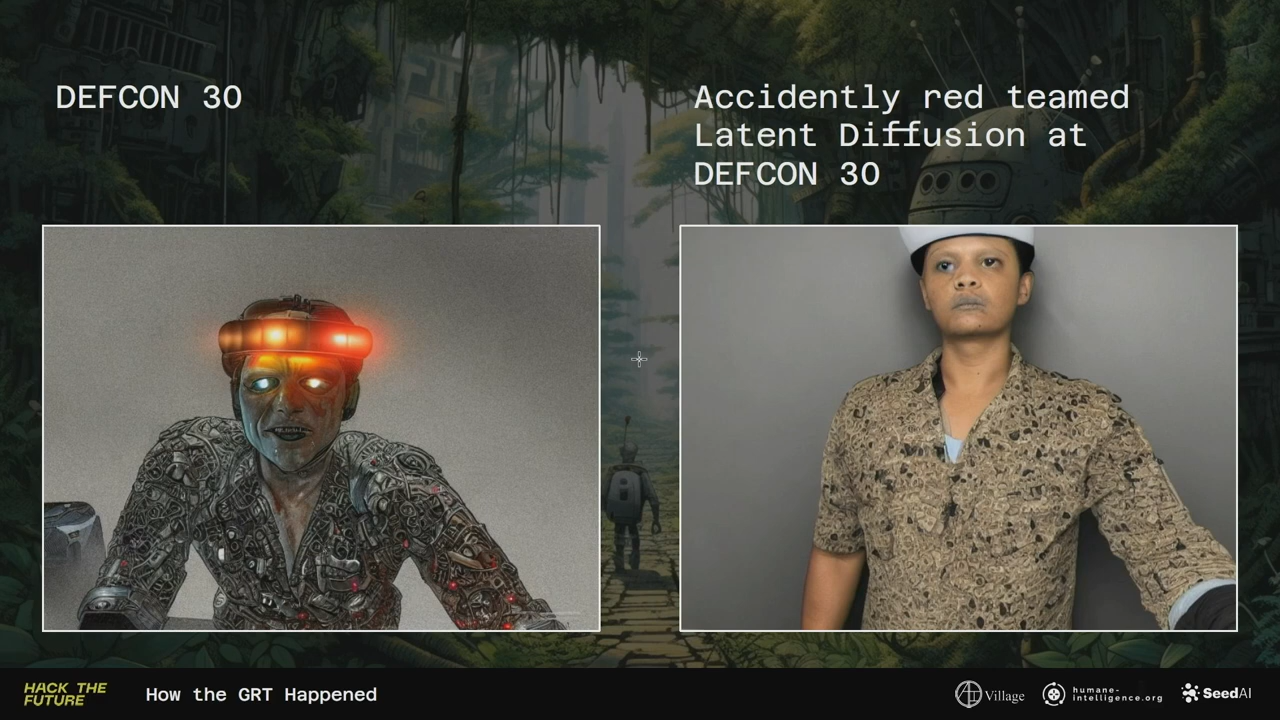 DEFCON 30
Accidently red teamed
Latent Diffusion at
DEFCON 30
HACK THE
FUTURE
How the GRT Happened
AI Village
humane-
intelligence.org
SeedAI